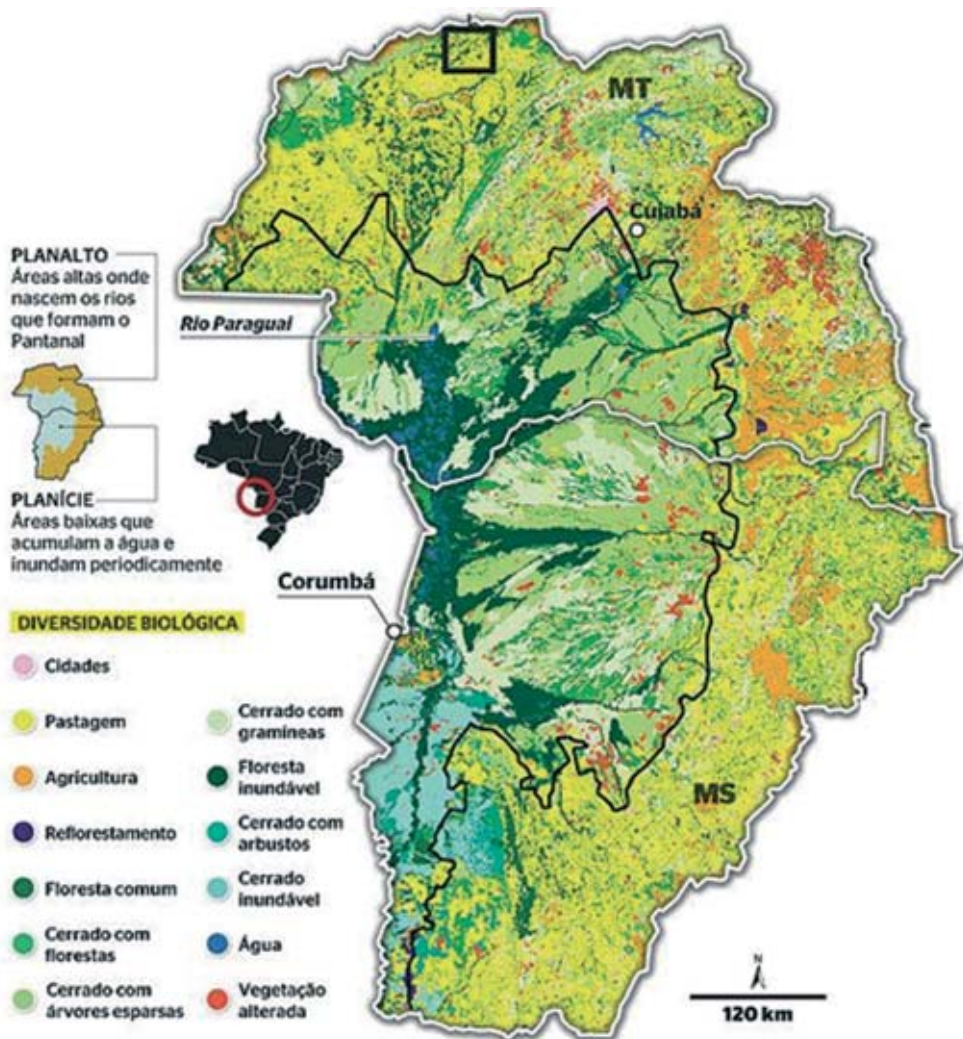 MT
Cuiabá
PLANALTO
Áreas altas onde
nascem os rios
que formam o
Pantanal
Rio Paraguai
PLANÍCIE
Áreas baixas que
acumulam a água e
inundam periodicamente
Corumbá
DIVERSIDADE BIOLÓGICA
Cidades
Pastagem
Agricultura
Reflorestamento
Floresta comum
Cerrado com
florestas
Cerrado com
árvores esparsas
Cerrado com
gramíneas
Floresta
inundável
Cerrado com
arbustos
Cerrado
inundável
Água
Vegetação
alterada
MS
N
120 km